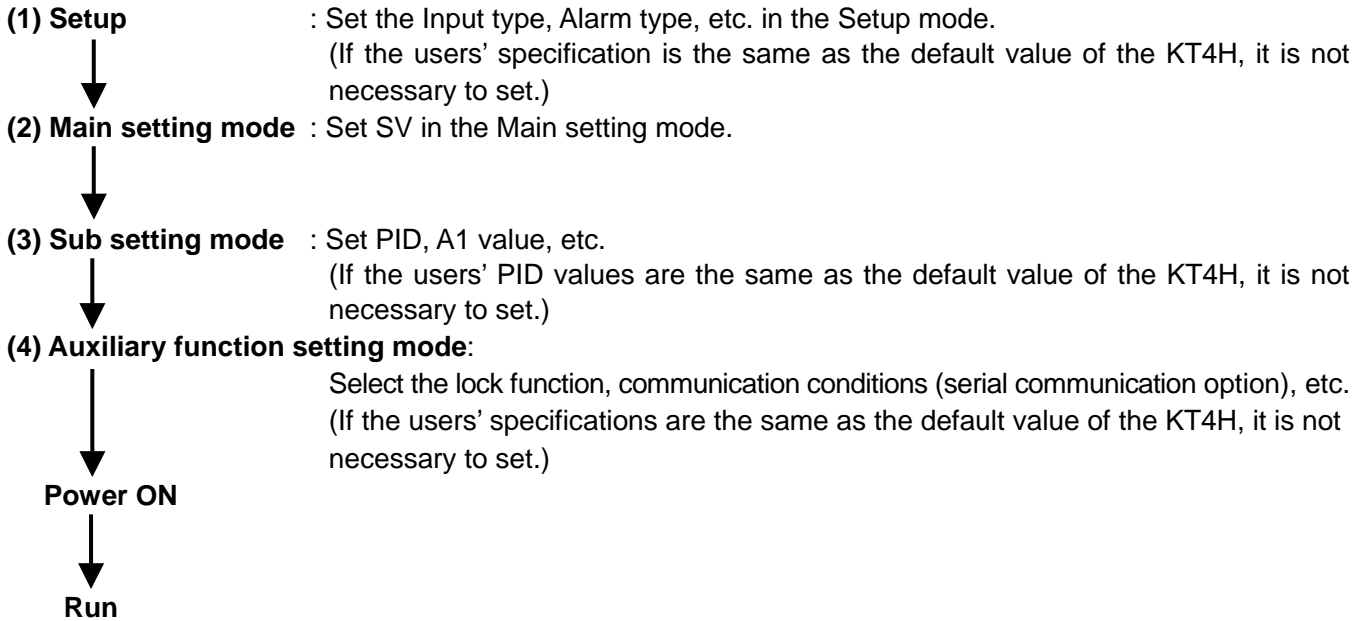 (1) Setup : Set the Input type, Alarm type, etc. in the Setup mode.
(If the users’ specification is the same as the default value of the KT4H, it is not
necessary to set.)
(2) Main setting mode : Set SV in the Main setting mode.
(3) Sub setting mode : Set PID, A1 value, etc.
(If the users’ PID values are the same as the default value of the KT4H, it is not
necessary to set.)
(4) Auxiliary function setting mode:
Select the lock function, communication conditions (serial communication option), etc.
(If the users’ specifications are the same as the default value of the KT4H, it is not
necessary to set.)
Power ON
Run